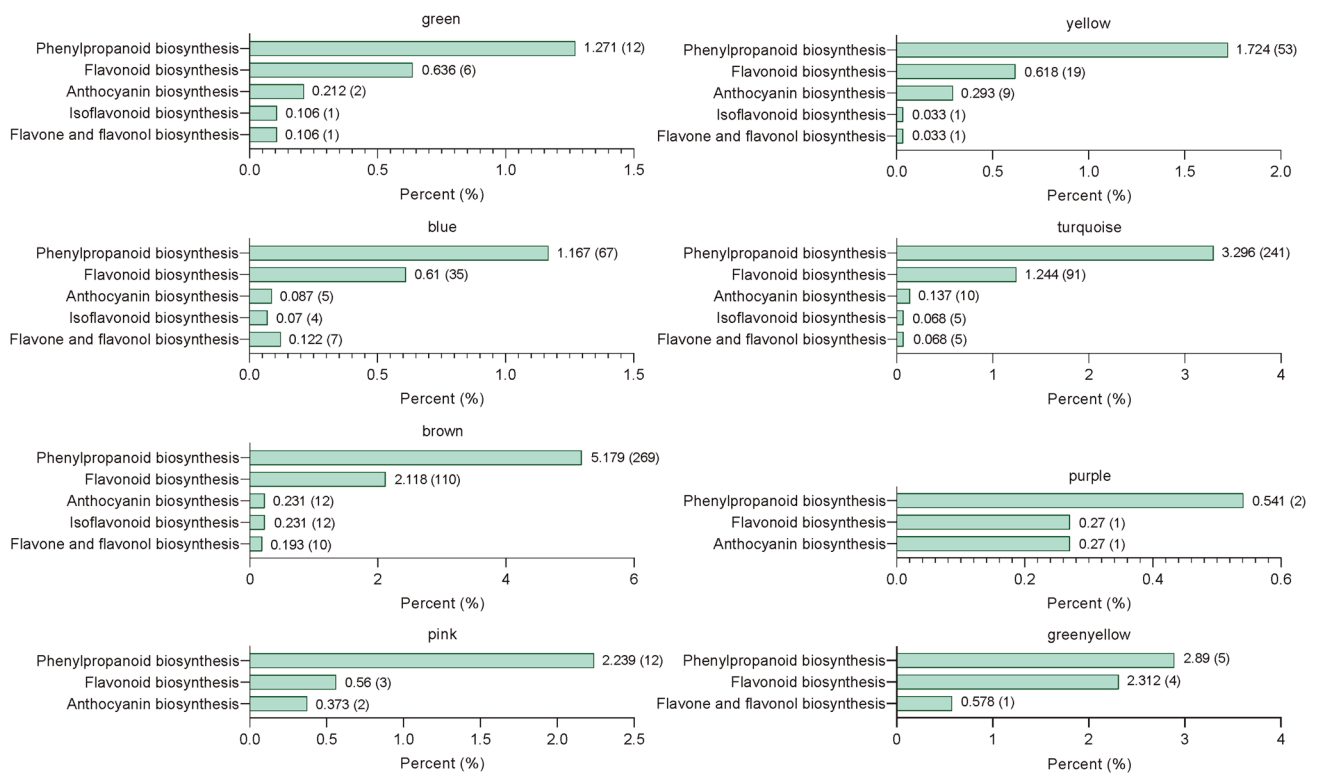 green
Phenylpropanoid biosynthesis 1.271 (12)
Flavonoid biosynthesis 0.636 (6)
Anthocyanin biosynthesis 0.212 (2)
Isoflavonoid biosynthesis 0.106 (1)
Flavone and flavonol biosynthesis 0.106 (1)
0.0 0.5 1.0 1.5
Percent (%)
yellow
Phenylpropanoid biosynthesis 1.724 (53)
Flavonoid biosynthesis 0.618 (19)
Anthocyanin biosynthesis 0.293 (9)
Isoflavonoid biosynthesis 0.033 (1)
Flavone and flavonol biosynthesis 0.033 (1)
0.0 0.5 1.0 1.5 2.0
Percent (%)
blue
Phenylpropanoid biosynthesis 1.167 (67)
Flavonoid biosynthesis 0.61 (35)
Anthocyanin biosynthesis 0.087 (5)
Isoflavonoid biosynthesis 0.07 (4)
Flavone and flavonol biosynthesis 0.122 (7)
0.0 0.5 1.0 1.5
Percent (%)
turquoise
Phenylpropanoid biosynthesis 3.296 (241)
Flavonoid biosynthesis 1.244 (91)
Anthocyanin biosynthesis 0.137 (10)
Isoflavonoid biosynthesis 0.068 (5)
Flavone and flavonol biosynthesis 0.068 (5)
0 1 2 3 4
Percent (%)
brown
Phenylpropanoid biosynthesis 5.179 (269)
Flavonoid biosynthesis 2.118 (110)
Anthocyanin biosynthesis 0.231 (12)
Isoflavonoid biosynthesis 0.231 (12)
Flavone and flavonol biosynthesis 0.193 (10)
0 2 4 6
Percent (%)
purple
Phenylpropanoid biosynthesis 0.541 (2)
Flavonoid biosynthesis 0.27 (1)
Anthocyanin biosynthesis 0.27 (1)
0.0 0.2 0.4 0.6
Percent (%)
pink
Phenylpropanoid biosynthesis 2.239 (12)
Flavonoid biosynthesis 0.56 (3)
Anthocyanin biosynthesis 0.373 (2)
0.0 0.5 1.0 1.5 2.0 2.5
Percent (%)
greenyellow
Phenylpropanoid biosynthesis 2.89 (5)
Flavonoid biosynthesis 2.312 (4)
Flavone and flavonol biosynthesis 0.578 (1)
0 1 2 3 4
Percent (%)